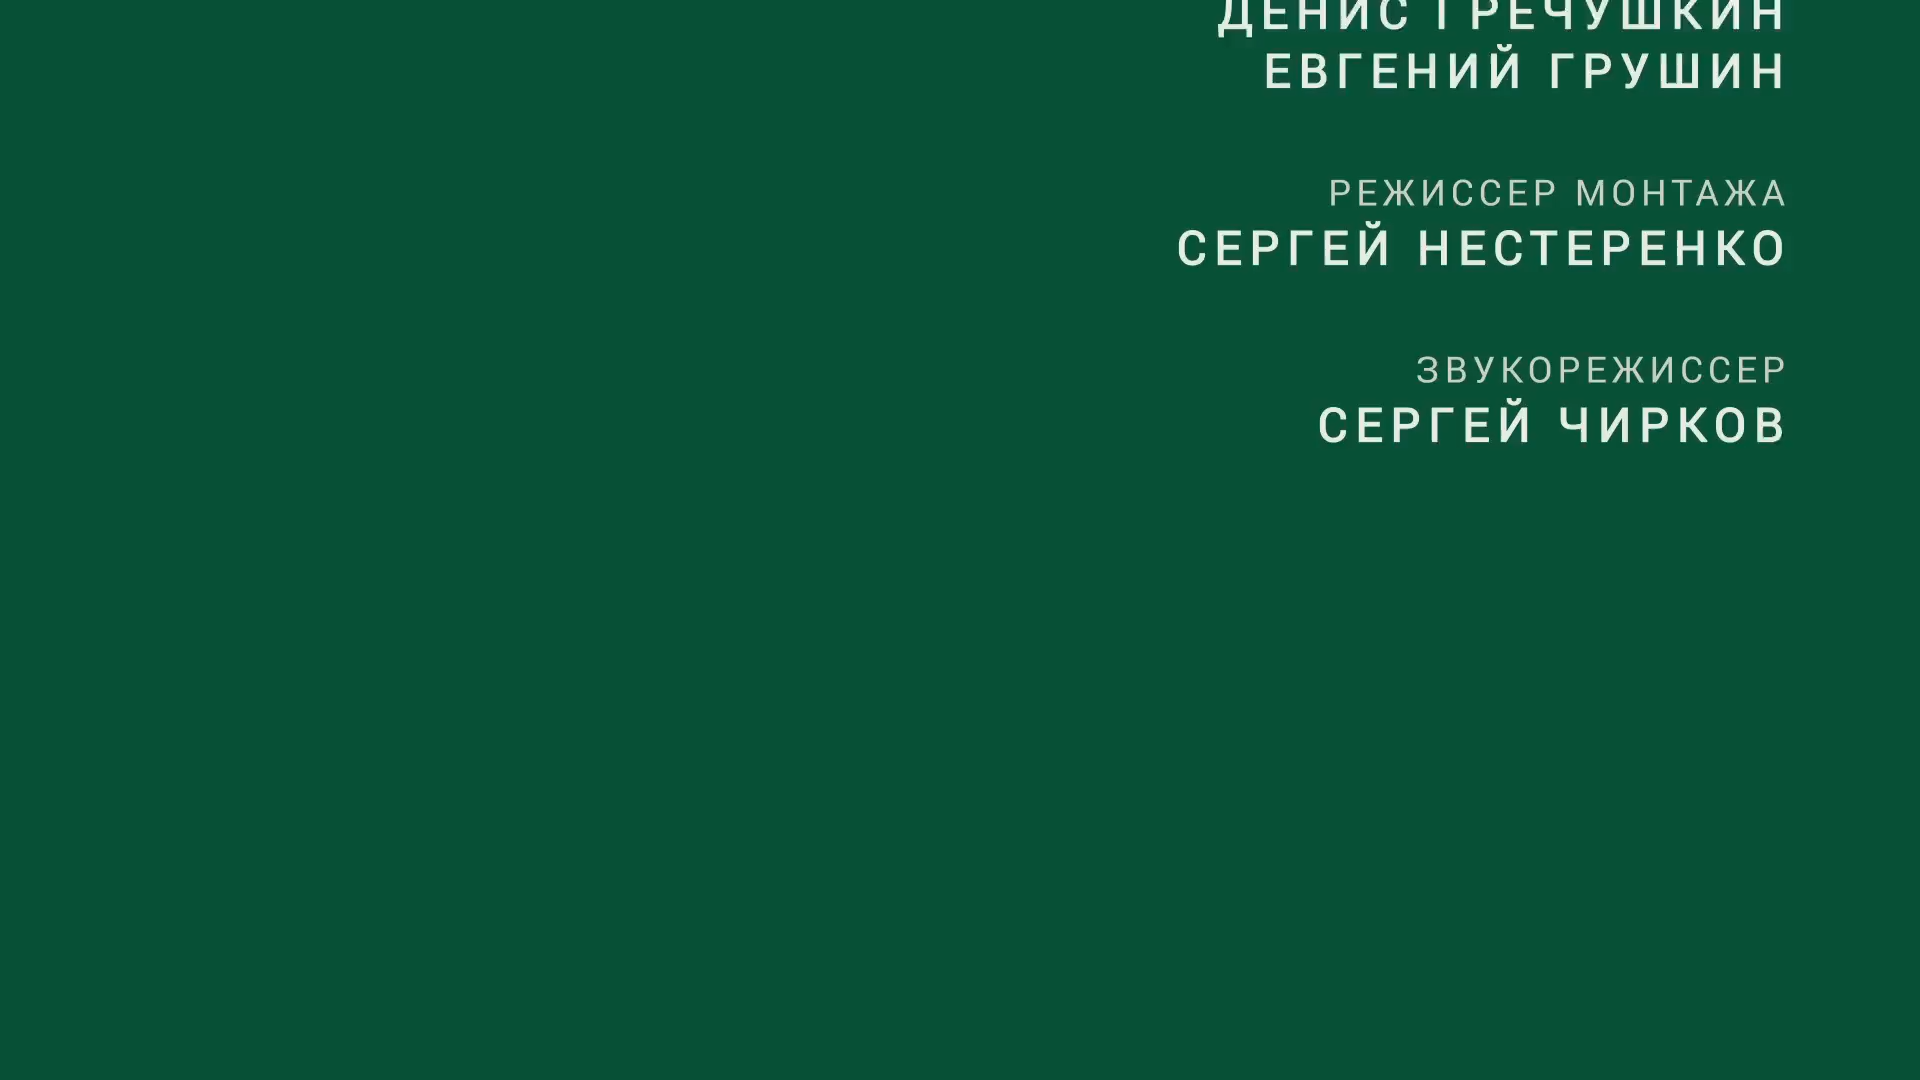 ДЕНИС ГРЕЧУШКИН
ЕВГЕНИЙ ГРУШИН
РЕЖИССЕР МОНТАЖА
СЕРГЕЙ НЕСТЕРЕНКО
ЗВУКОРЕЖИССЕР
СЕРГЕЙ ЧИРКОВ